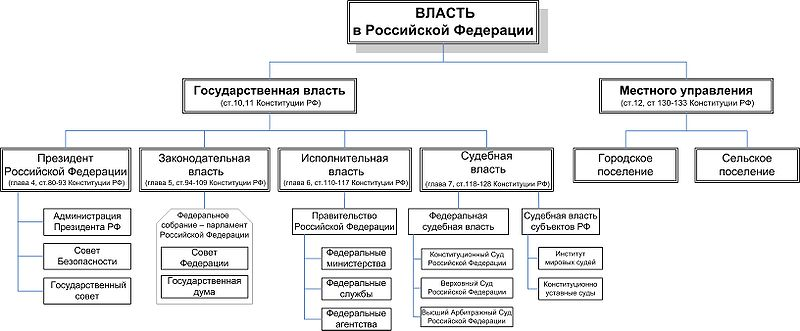 ВЛАСТЬ
в Российской Федерации
Государственная власть
(ст.10,11 Конституции РФ)
Местного управления
(ст.12, ст 130-133 Конституции РФ)
Президент
Российской Федерации
(глава 4, ст.80-93 Конституции РФ)
Законодательная
власть
(глава 5, ст.94-109 Конституции РФ)
Исполнительная
власть
(глава 6, ст.110-117 Конституции РФ)
Судебная
власть
(глава 7, ст.118-128 Конституции РФ)
Городское
поселение
Сельское
поселение
Администрация
Президента РФ
Совет
Безопасности
Государственный
совет
Федеральное
собрание – парламент
Российской Федерации
Совет
Федерации
Государственная
дума
Правительство
Российской Федерации
Федеральные
министерства
Федеральные
службы
Федеральные
агентства
Федеральная
судебная власть
Конституционный Суд
Российской Федерации
Верховный Суд
Российской Федерации
Высший Арбитражный Суд
Российской Федерации
Судебная власть
субъектов РФ
Институт
мировых судей
Конституционно
уставные суды